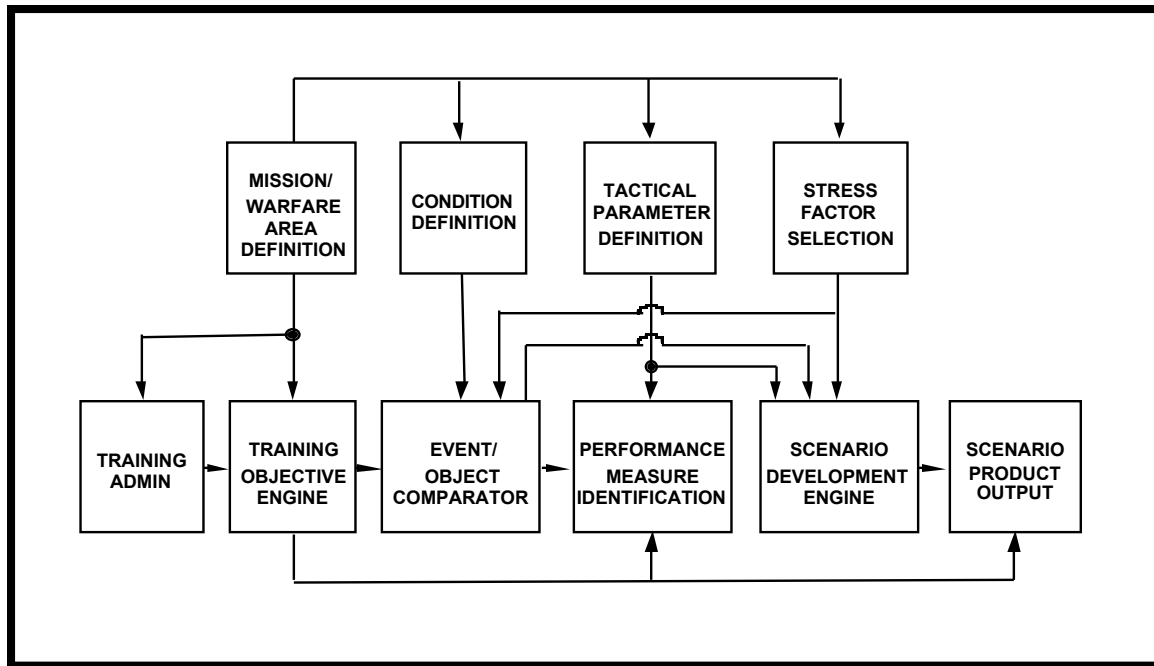 MISSION/
WARFARE
AREA
DEFINITION
CONDITION
DEFINITION
TACTICAL
PARAMETER
DEFINITION
STRESS
FACTOR
SELECTION
TRAINING
ADMIN
TRAINING
OBJECTIVE
ENGINE
EVENT/
OBJECT
COMPARATOR
PERFORMANCE
MEASURE
IDENTIFICATION
SCENARIO
DEVELOPMENT
ENGINE
SCENARIO
PRODUCT
OUTPUT